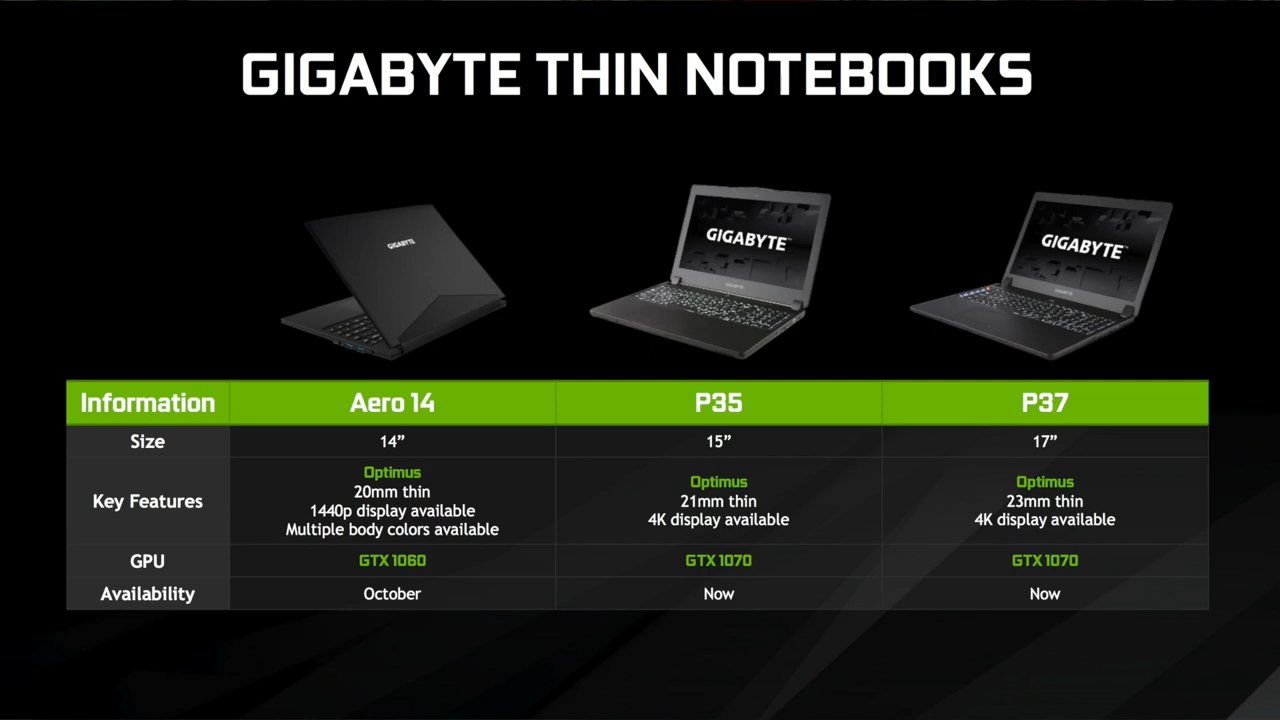 GIGABYTE THIN NOTEBOOKS
GIGABYTE
GIGABYTE™
GIGABYTE
GIGABYTE™
GIGABYTE
Information Aero 14 P35 P37
Size 14” 15” 17”
Key Features
Optimus
20mm thin
1440p display available
Multiple body colors available
Optimus
21mm thin
4K display available
Optimus
23mm thin
4K display available
GPU GTX 1060 GTX 1070 GTX 1070
Availability October Now Now